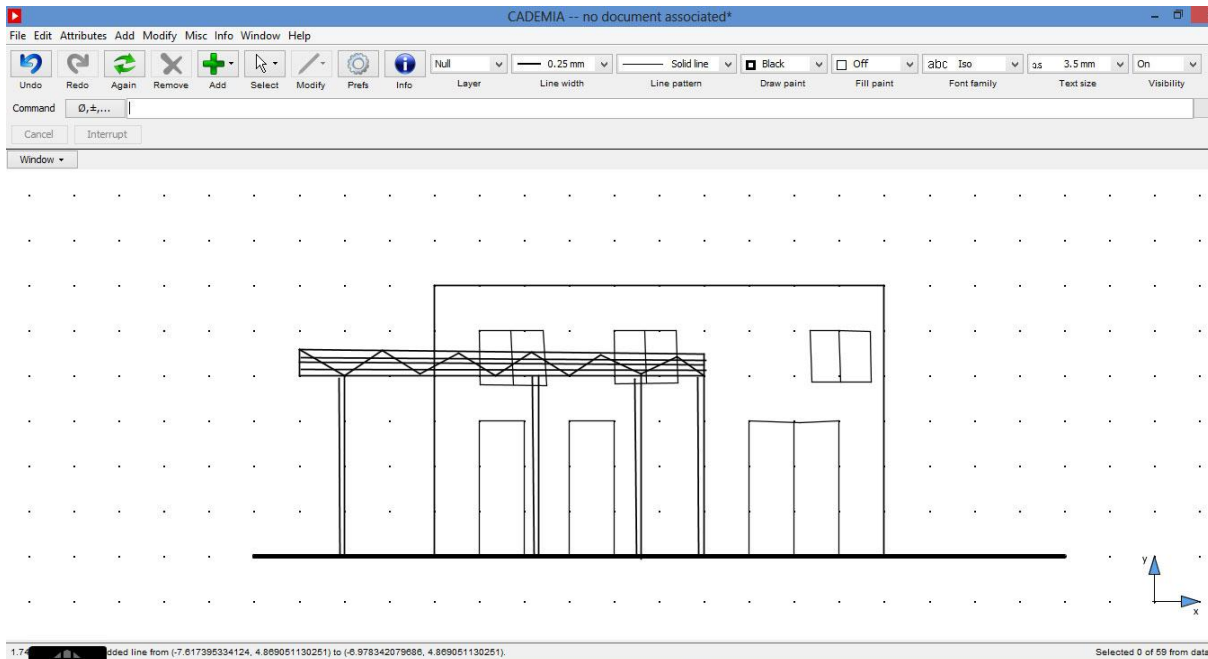 CADEMIA -- no document associated*
File Edit Attributes Add Modify Misc Info Window Help
Null 0.25 mm Solid line Black Off abc Iso 3.5 mm On
Undo Redo Again Remove Add Select Modify Prefs Info Layer Line width Line pattern Draw paint Fill paint Font family Text size Visibility
Command Ø,±,...
Cancel Interrupt
Window
y
x
dded line from (-7.617395334124, 4.869051130251) to (-6.978342079686, 4.869051130251). Selected 0 of 59 from data